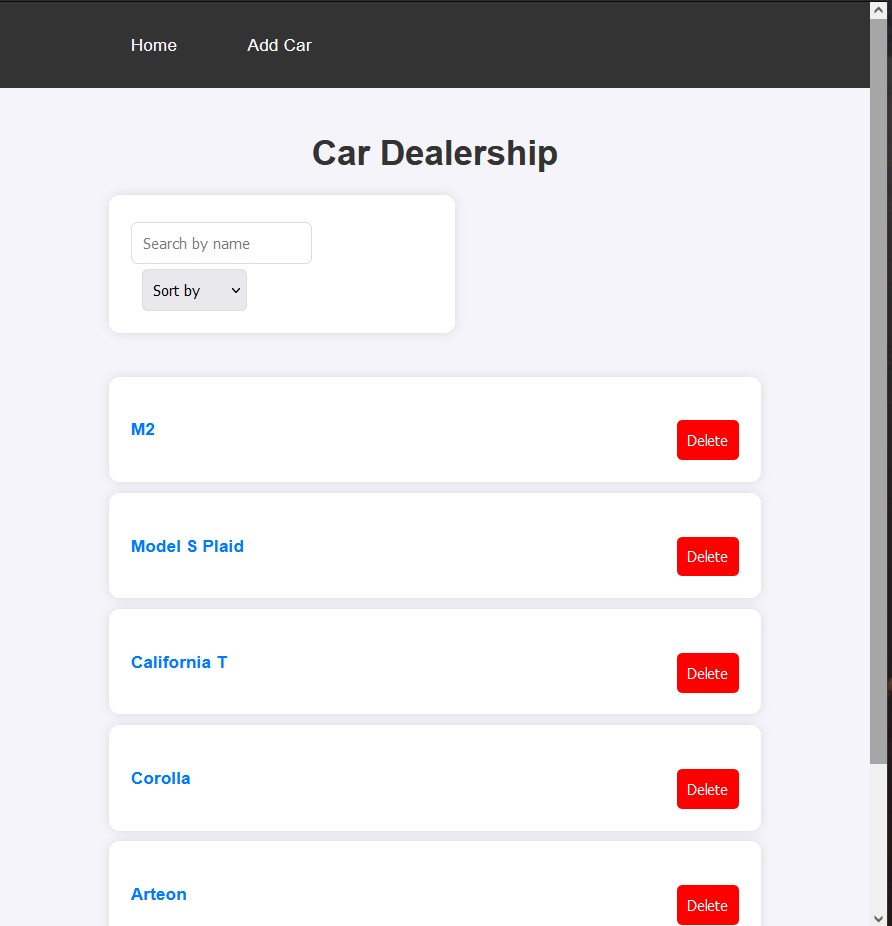 Home Add Car
Car Dealership
Search by name
Sort by
M2
Delete
Model S Plaid
Delete
California T
Delete
Corolla
Delete
Arteon
Delete